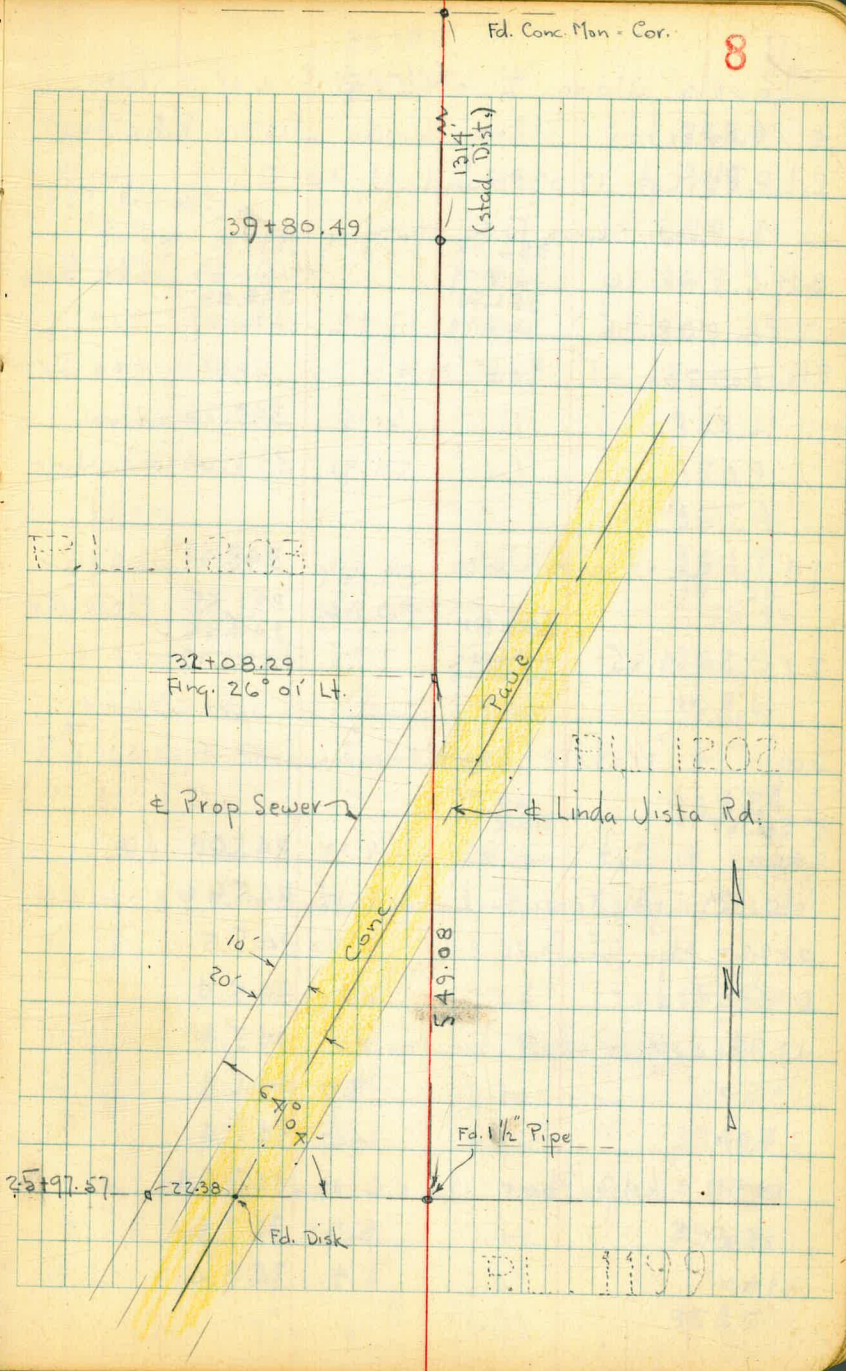 Fd. Conc. Mon = Cor.
8
1314'
(stad. Dist.)
39+80.49
P.L. 1203
32+08.29
Ang. 26° 01' Lt.
Pave
P.L. 1202
℄ Prop Sewer
℄ Linda Vista Rd.
Conc
10'
20'
549.08
N
Fd. 1½" Pipe
25+97.57
22.38
Fd. Disk
P.L. 1199